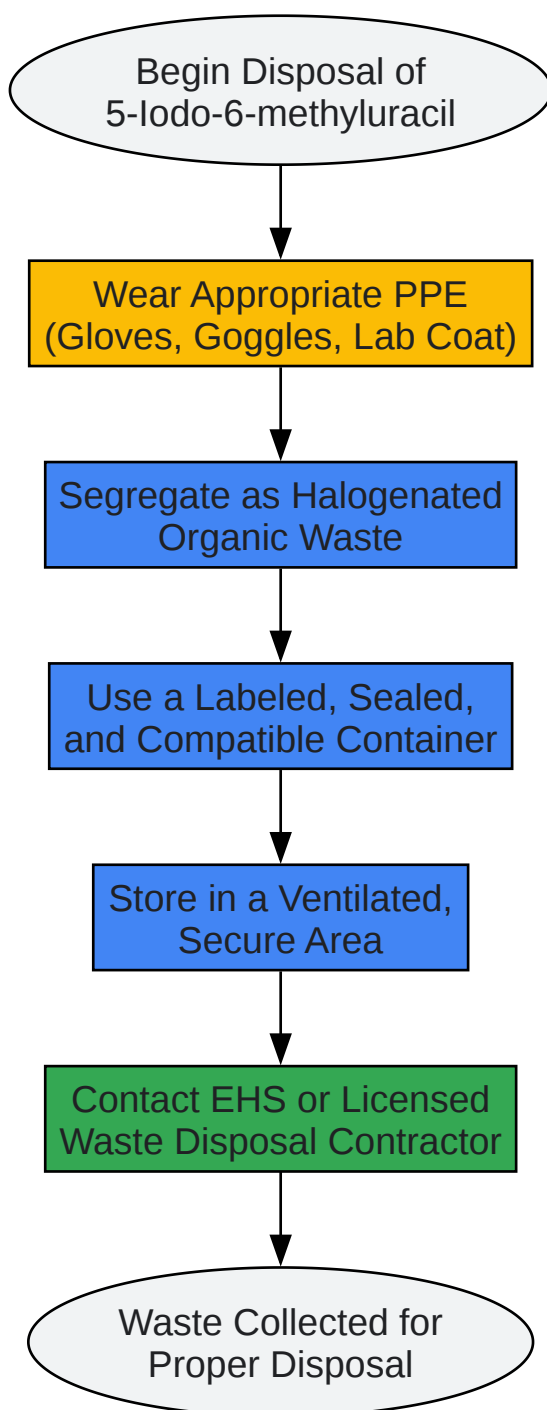 Begin Disposal of
5-Iodo-6-methyluracil
Wear Appropriate PPE
(Gloves, Goggles, Lab Coat)
Segregate as Halogenated
Organic Waste
Use a Labeled, Sealed,
and Compatible Container
Store in a Ventilated,
Secure Area
Contact EHS or Licensed
Waste Disposal Contractor
Waste Collected for
Proper Disposal